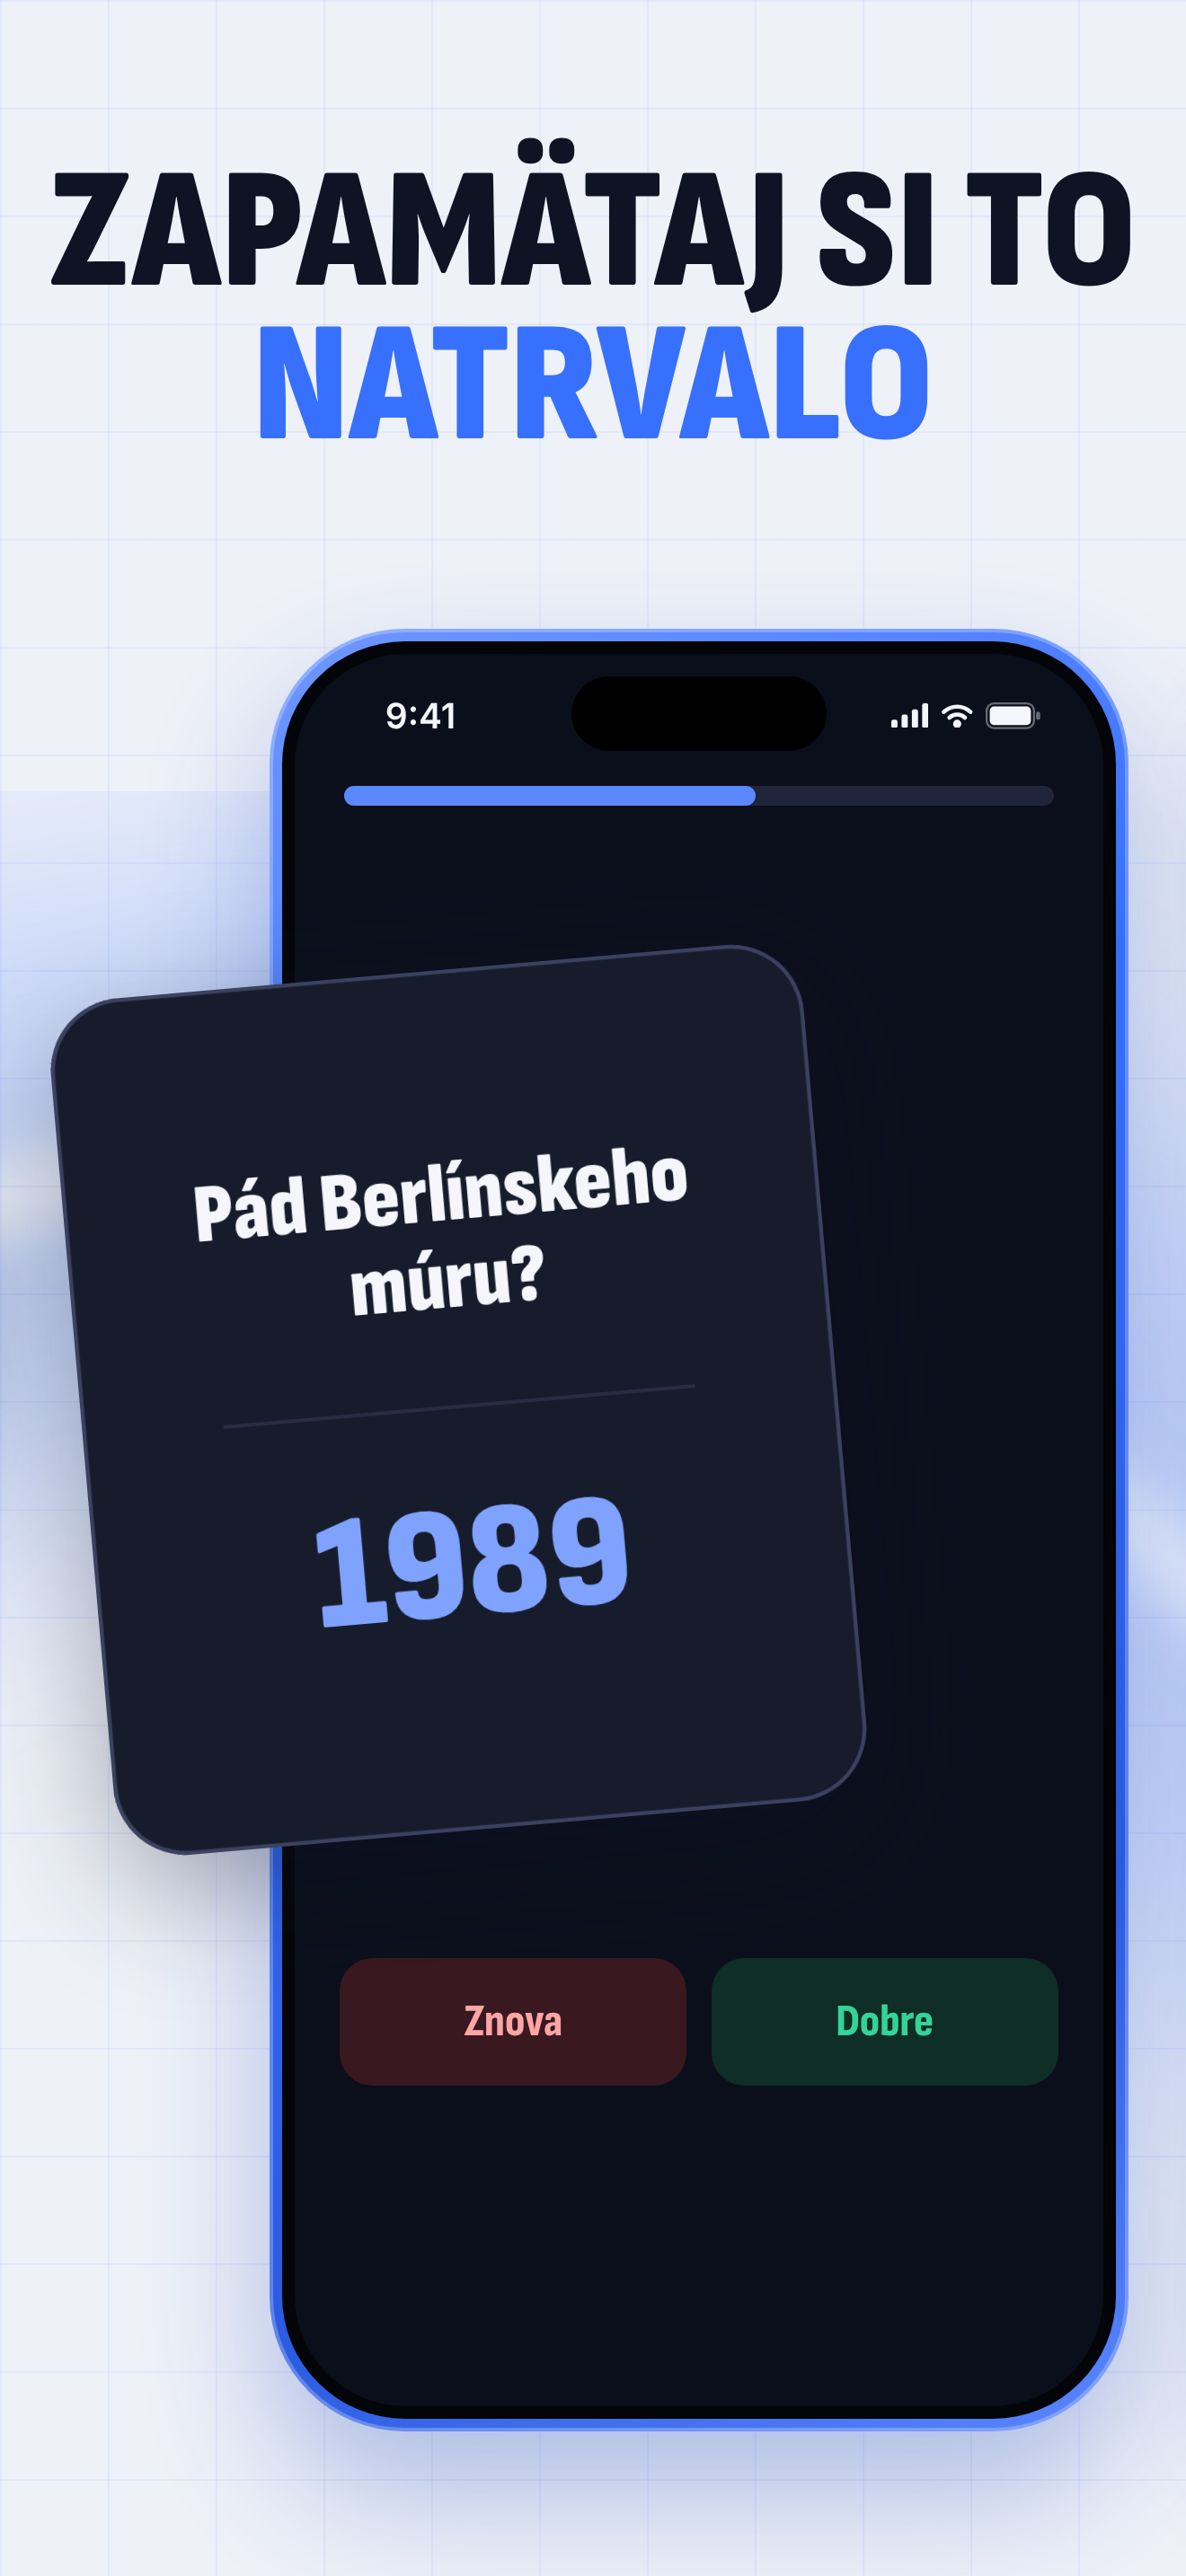 ZAPAMÄTAJ SI TO
NATRVALO
9:41
Pád Berlínskeho
múru?
1989
Znova
Dobre